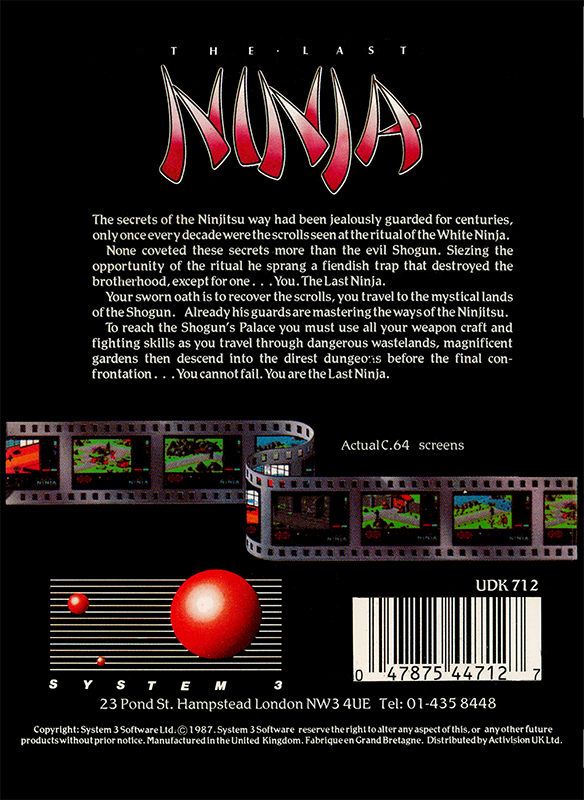 THE·LAST
NINJA
The secrets of the Ninjitsu way had been jealously guarded for centuries,
only once every decade were the scrolls seen at the ritual of the White Ninja.
None coveted these secrets more than the evil Shogun. Siezing the
opportunity of the ritual he sprang a fiendish trap that destroyed the
brotherhood, except for one . . . You. The Last Ninja.
Your sworn oath is to recover the scrolls, you travel to the mystical lands
of the Shogun. Already his guards are mastering the ways of the Ninjitsu.
To reach the Shogun's Palace you must use all your weapon craft and
fighting skills as you travel through dangerous wastelands, magnificent
gardens then descend into the direst dungeons before the final con-
frontation . . . You cannot fail. You are the Last Ninja.
Actual C.64 screens
NINJA
NINJA
NINJA
NINJA
NINJA
NINJA
UDK 712
0 47875 44712 7
SYSTEM 3
23 Pond St. Hampstead London NW3 4UE Tel: 01-435 8448
Copyright: System 3 Software Ltd. © 1987. System 3 Software reserve the right to alter any aspect of this, or any other future
products without prior notice. Manufactured in the United Kingdom. Fabrique en Grand Bretagne. Distributed by Activision UK Ltd.